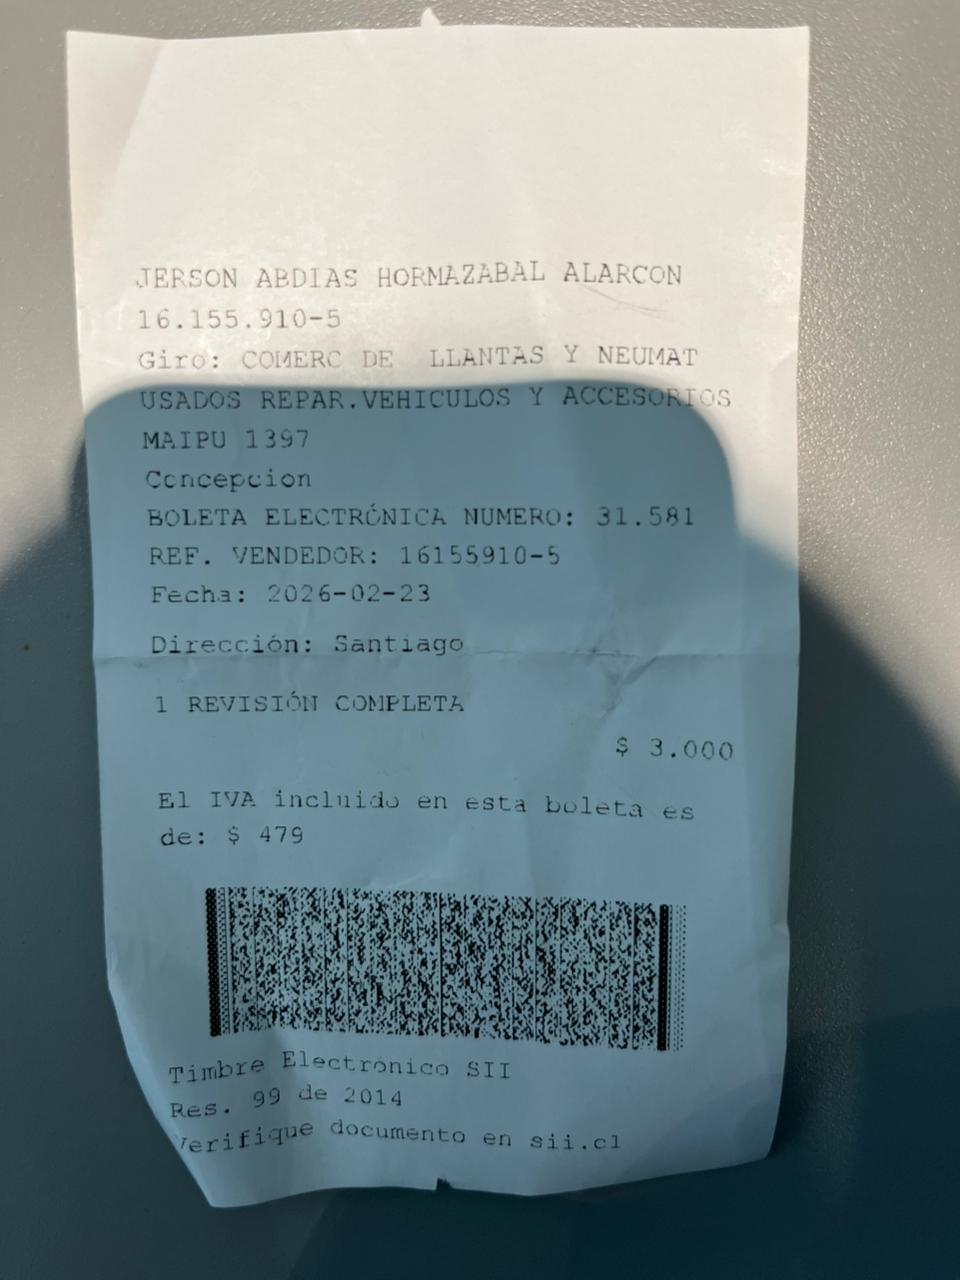 JERSON ABDIAS HORMAZABAL ALARCON
16.155.910-5
Giro: COMERC DE LLANTAS Y NEUMAT
USADOS REPAR.VEHICULOS Y ACCESORIOS
MAIPU 1397
Concepcion
BOLETA ELECTRÓNICA NUMERO: 31.581
REF. VENDEDOR: 16155910-5
Fecha: 2026-02-23
Dirección: Santiago
1 REVISIÓN COMPLETA
$ 3.000
El IVA incluido en esta boleta es
de: $ 479
Timbre Electrónico SII
Res. 99 de 2014
Verifique documento en sii.cl